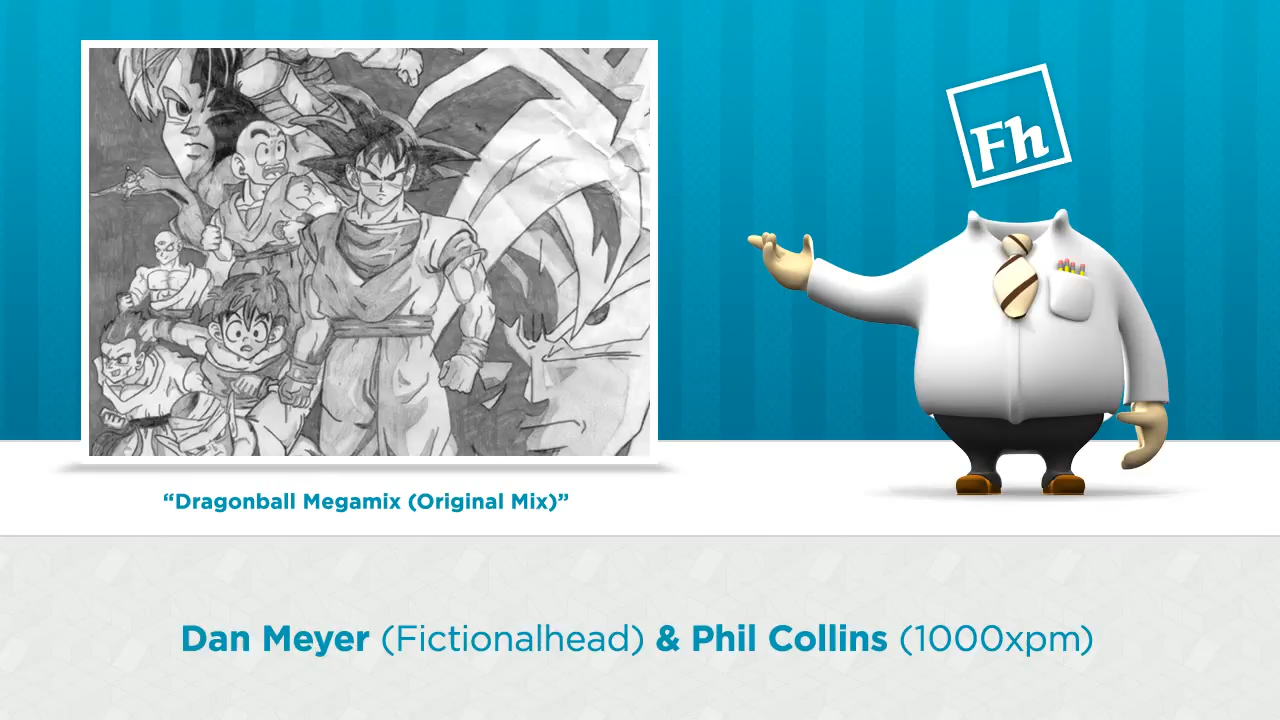 Fh
“Dragonball Megamix (Original Mix)”
Dan Meyer (Fictionalhead) & Phil Collins (1000xpm)